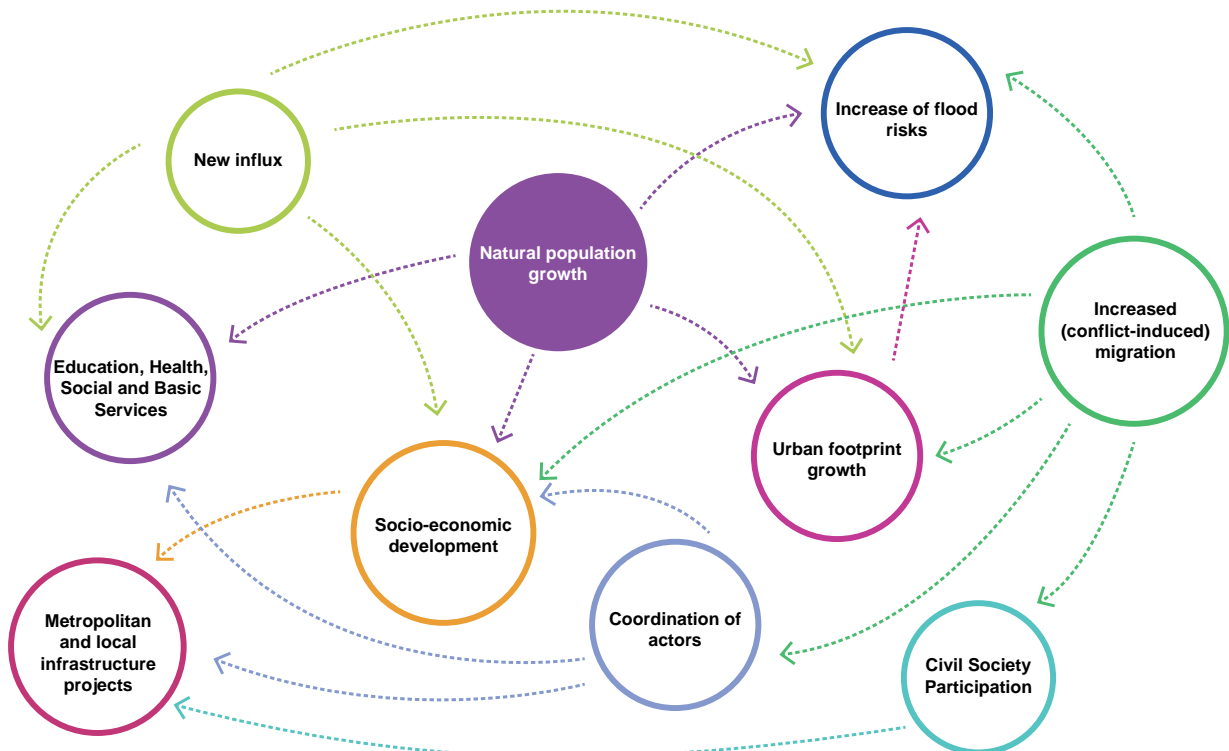 Increase of flood
risks
New influx
Natural population
growth
Increased
(conflict-induced)
migration
Education, Health,
Social and Basic
Services
Urban footprint
growth
Socio-economic
development
Coordination of
actors
Metropolitan
and local
infrastructure
projects
Civil Society
Participation